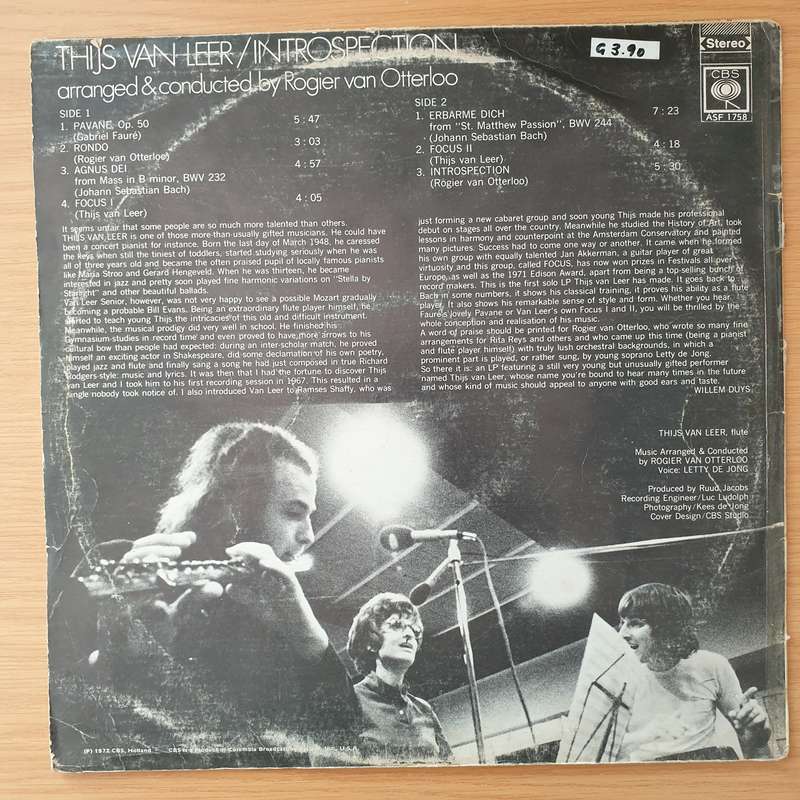 THIJS VAN LEER/INTROSPECTION
arranged & conducted by Rogier van Otterloo
G 3.90
Stereo
CBS
ASF 1758
SIDE 1
1. PAVANE, Op. 50 5:47
(Gabriel Fauré)
2. RONDO 3:03
(Rogier van Otterloo)
3. AGNUS DEI 4:57
from Mass in B minor, BWV 232
(Johann Sebastian Bach)
4. FOCUS I 4:05
(Thijs van Leer)
SIDE 2
1. ERBARME DICH 7:23
from "St. Matthew Passion", BWV 244
(Johann Sebastian Bach)
2. FOCUS II 4:18
(Thijs van Leer)
3. INTROSPECTION 5:30
(Rogier van Otterloo)
It seems unfair that some people are so much more talented than others.
THIJS VAN LEER is one of those more than usually gifted musicians. He could have
been a concert pianist for instance. Born the last day of March 1948, he caressed
the keys when still the tiniest of toddlers, started studying seriously when he was
all of three years old and became the often praised pupil of locally famous pianists
like Maria Stroo and Gerard Hengeveld. When he was thirteen, he became
interested in jazz and pretty soon played fine harmonic variations on "Stella by
Starlight" and other beautiful ballads.
Van Leer Senior, however, was not very happy to see a possible Mozart gradually
becoming a probable Bill Evans. Being an extraordinary flute player himself, he
started to teach young Thijs the intricacies of this old and difficult instrument.
Meanwhile, the musical prodigy did very well in school. He finished his
Gymnasium-studies in record time and even proved to have more arrows to his
cultural bow than people had expected: during an inter-scholar match, he proved
himself an exciting actor in Shakespeare, did some declamation of his own poetry,
played jazz and flute and finally sang a song he had just composed in true Richard
Rodgers-style: music and lyrics. It was then that I had the fortune to discover Thijs
van Leer and I took him to his first recording session in 1967. This resulted in a
single nobody took notice of. I also introduced Van Leer to Ramses Shaffy, who was
just forming a new cabaret group and soon young Thijs made his professional
debut on stages all over the country. Meanwhile he studied the History of Art, took
lessons in harmony and counterpoint at the Amsterdam Conservatory and painted
many pictures. Success had to come one way or another. It came when he formed
his own group with equally talented Jan Akkerman, a guitar player of great
virtuosity and this group, called FOCUS, has now won prizes in Festivals all over
Europe, as well as the 1971 Edison Award, apart from being a top-selling bunch of
record makers. This is the first solo LP Thijs van Leer has made. It goes back to
Bach in some numbers, it shows his classical training, it proves his ability as a flute
player. It also shows his remarkable sense of style and form. Whether you hear
Fauré's lovely Pavane or Van Leer's own Focus I and II, you will be thrilled by the
whole conception and realisation of his music.
A word of praise should be printed for Rogier van Otterloo, who wrote so many fine
arrangements for Rita Reys and others and who came up this time (being a pianist
and flute player himself) with truly lush orchestral backgrounds, in which a
prominent part is played, or rather sung, by young soprano Letty de Jong.
So there it is: an LP featuring a still very young but unusually gifted performer
named Thijs van Leer, whose name you're bound to hear many times in the future
and whose kind of music should appeal to anyone with good ears and taste.
WILLEM DUYS
THIJS VAN LEER, flute
Music Arranged & Conducted
by ROGIER VAN OTTERLOO
Voice: LETTY DE JONG
Produced by Ruud Jacobs
Recording Engineer/Luc Ludolph
Photography/Kees de Jong
Cover Design/CBS Studio
(P) 1972 CBS, Holland
CBS is a Product of Columbia Broadcasting System, Inc., U.S.A.